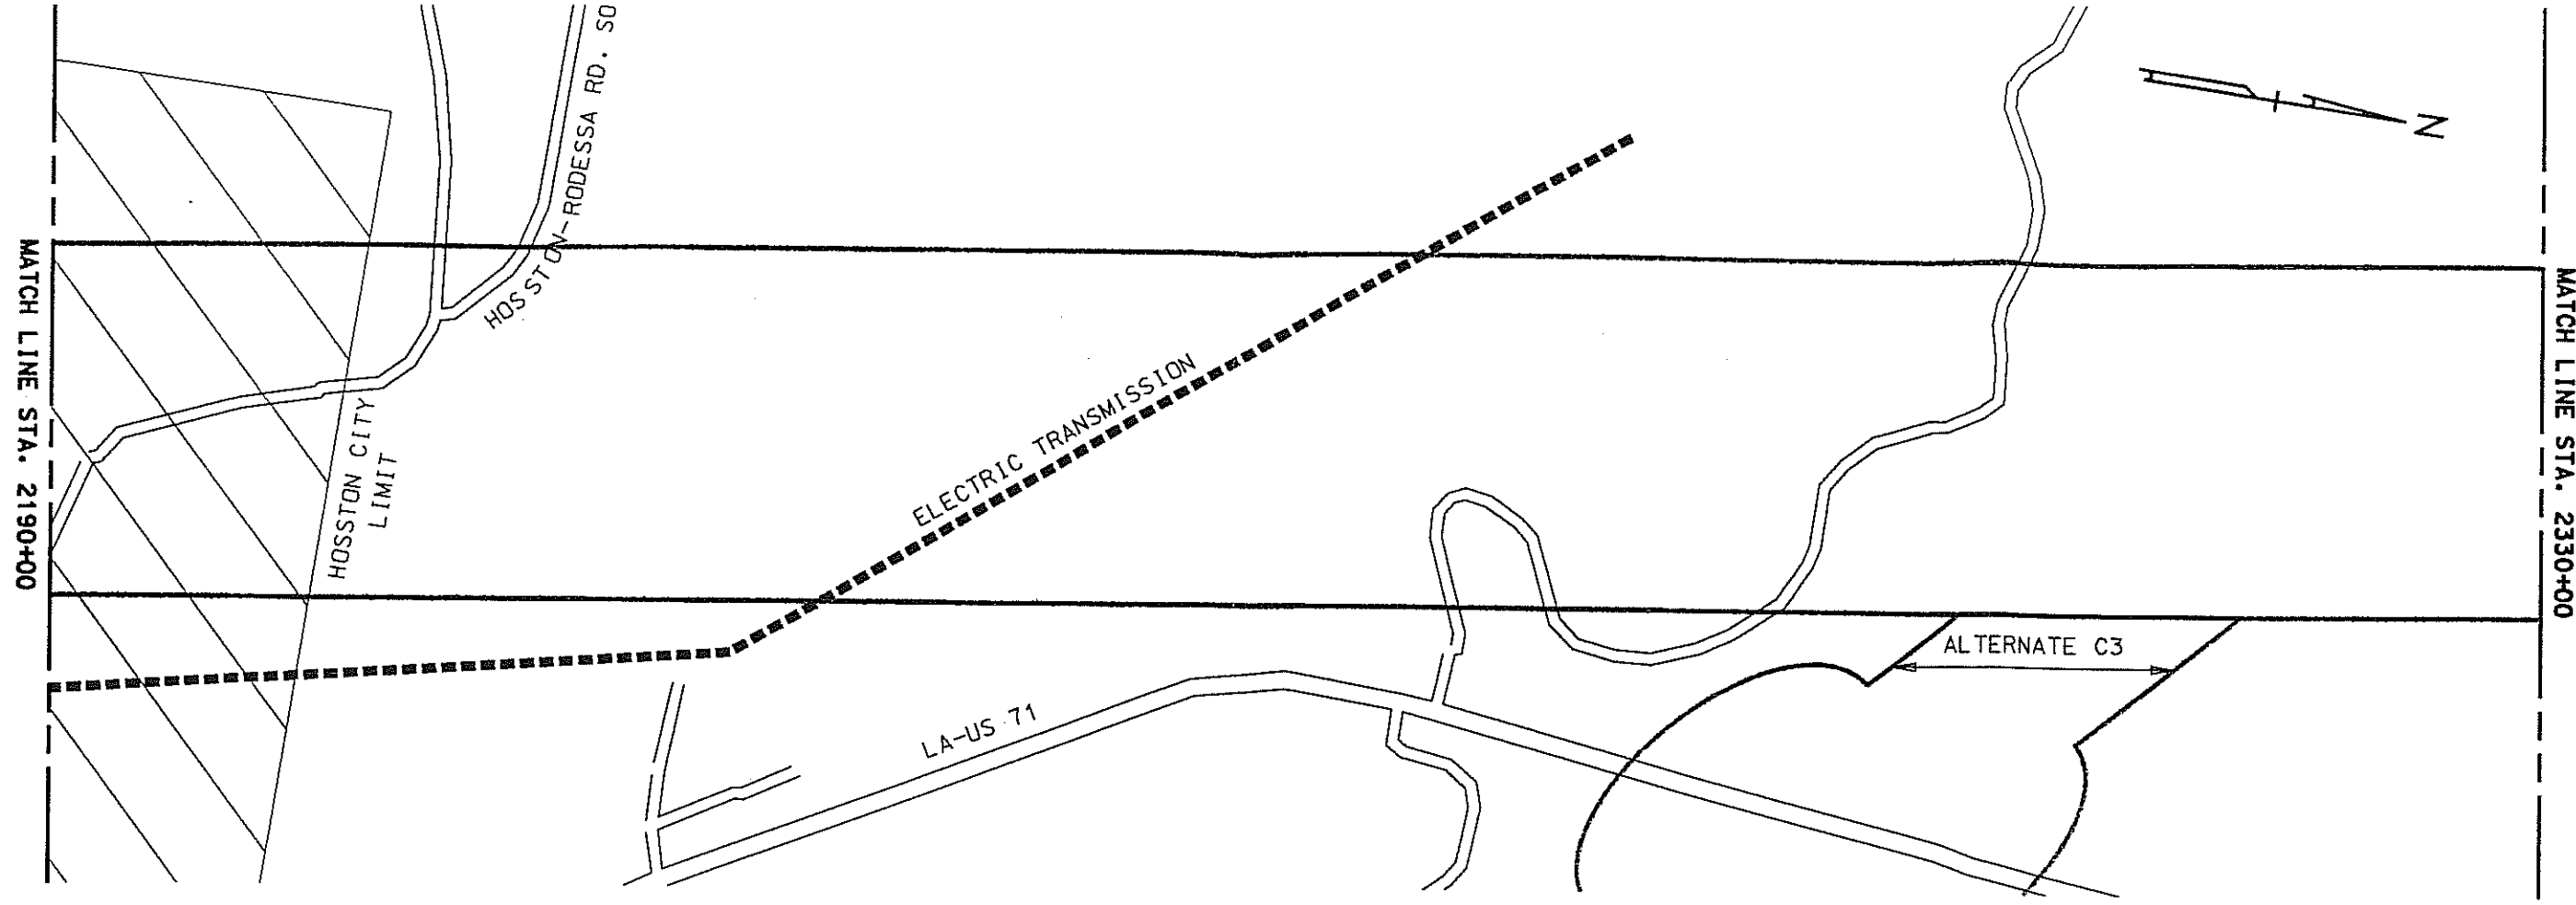 HOSSTON-RODESSA RD. SO
N
MATCH LINE STA. 2190+00
MATCH LINE STA. 2330+00
ELECTRIC TRANSMISSION
HOSSTON CITY
LIMIT
ALTERNATE C3
LA-US 71